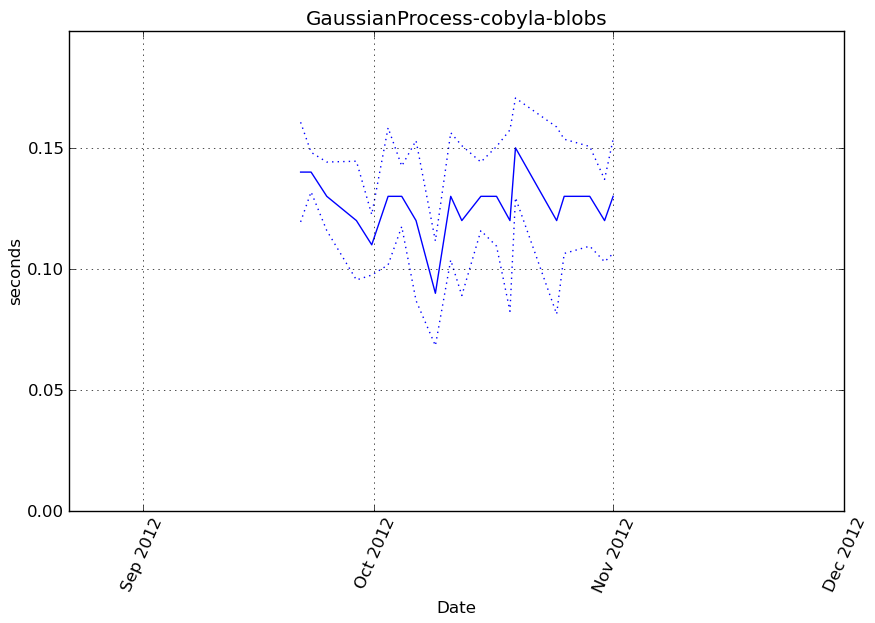 GaussianProcess-cobyla-blobs
0.15
0.10
0.05
0.00
seconds
Sep 2012
Oct 2012
Nov 2012
Dec 2012
Date